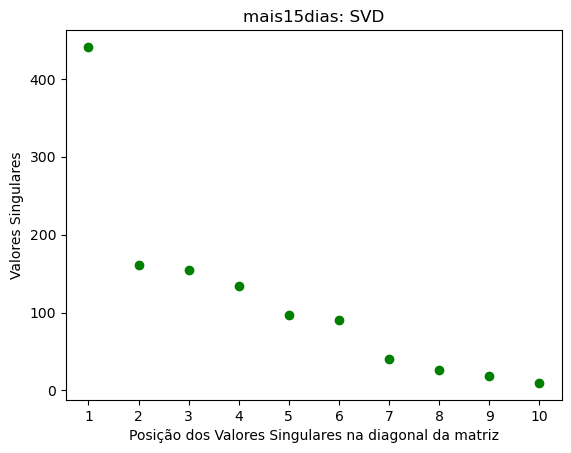 mais15dias: SVD
Valores Singulares
400
300
200
100
0
1 2 3 4 5 6 7 8 9 10
Posição dos Valores Singulares na diagonal da matriz